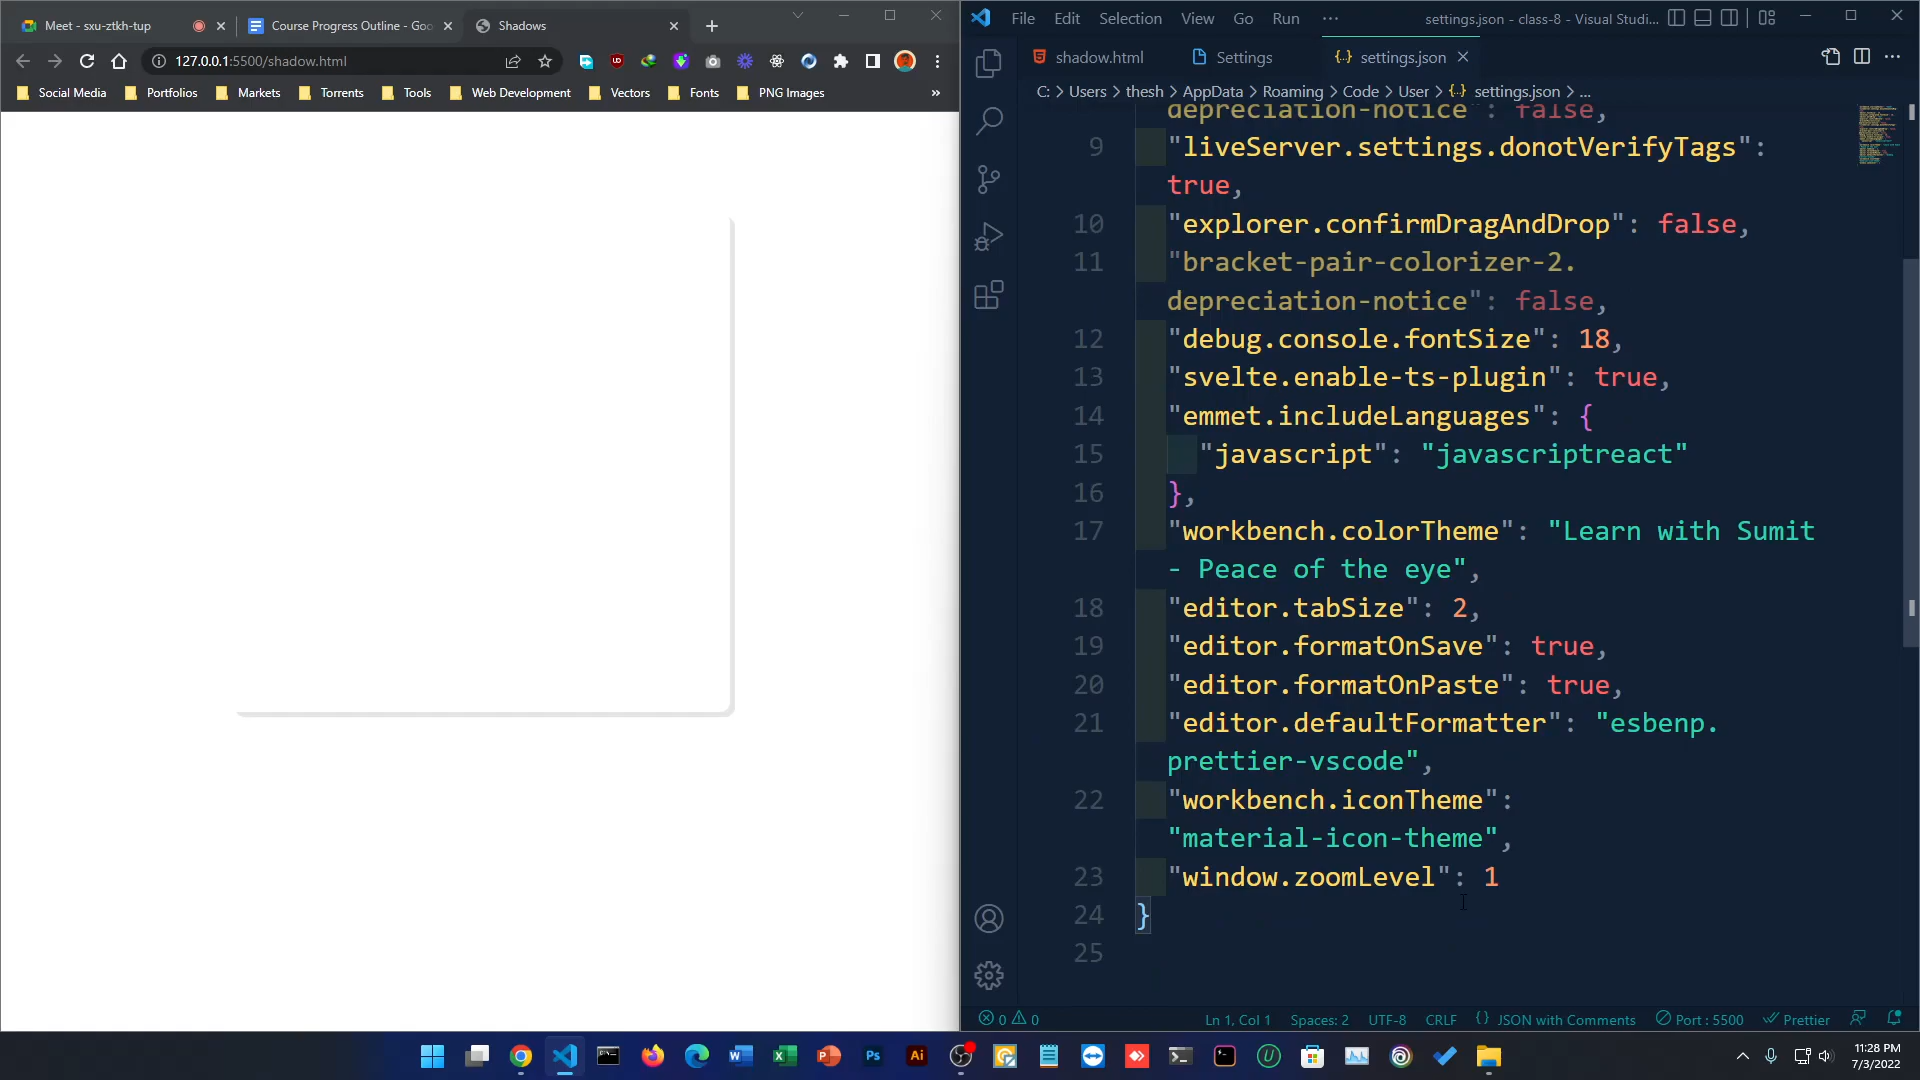 Meet - sxu-ztkh-tup
Course Progress Outline - Goo
Shadows
127.0.0.1:5500/shadow.html
Social Media
Portfolios
Markets
Torrents
Tools
Web Development
Vectors
Fonts
PNG Images
»
File Edit Selection View Go Run ···
settings.json - class-8 - Visual Studi...
shadow.html
Settings
settings.json
C: > Users > thesh > AppData > Roaming > Code > User > settings.json > ...
depreciation-notice": false,
9 "liveServer.settings.donotVerifyTags":
true,
10 "explorer.confirmDragAndDrop": false,
11 "bracket-pair-colorizer-2.
depreciation-notice": false,
12 "debug.console.fontSize": 18,
13 "svelte.enable-ts-plugin": true,
14 "emmet.includeLanguages": {
15 "javascript": "javascriptreact"
16 },
17 "workbench.colorTheme": "Learn with Sumit
- Peace of the eye",
18 "editor.tabSize": 2,
19 "editor.formatOnSave": true,
20 "editor.formatOnPaste": true,
21 "editor.defaultFormatter": "esbenp.
prettier-vscode",
22 "workbench.iconTheme":
"material-icon-theme",
23 "window.zoomLevel": 1
24 }
25
0 0
Ln 1, Col 1
Spaces: 2
UTF-8
CRLF
{} JSON with Comments
Port : 5500
Prettier
11:28 PM
7/3/2022